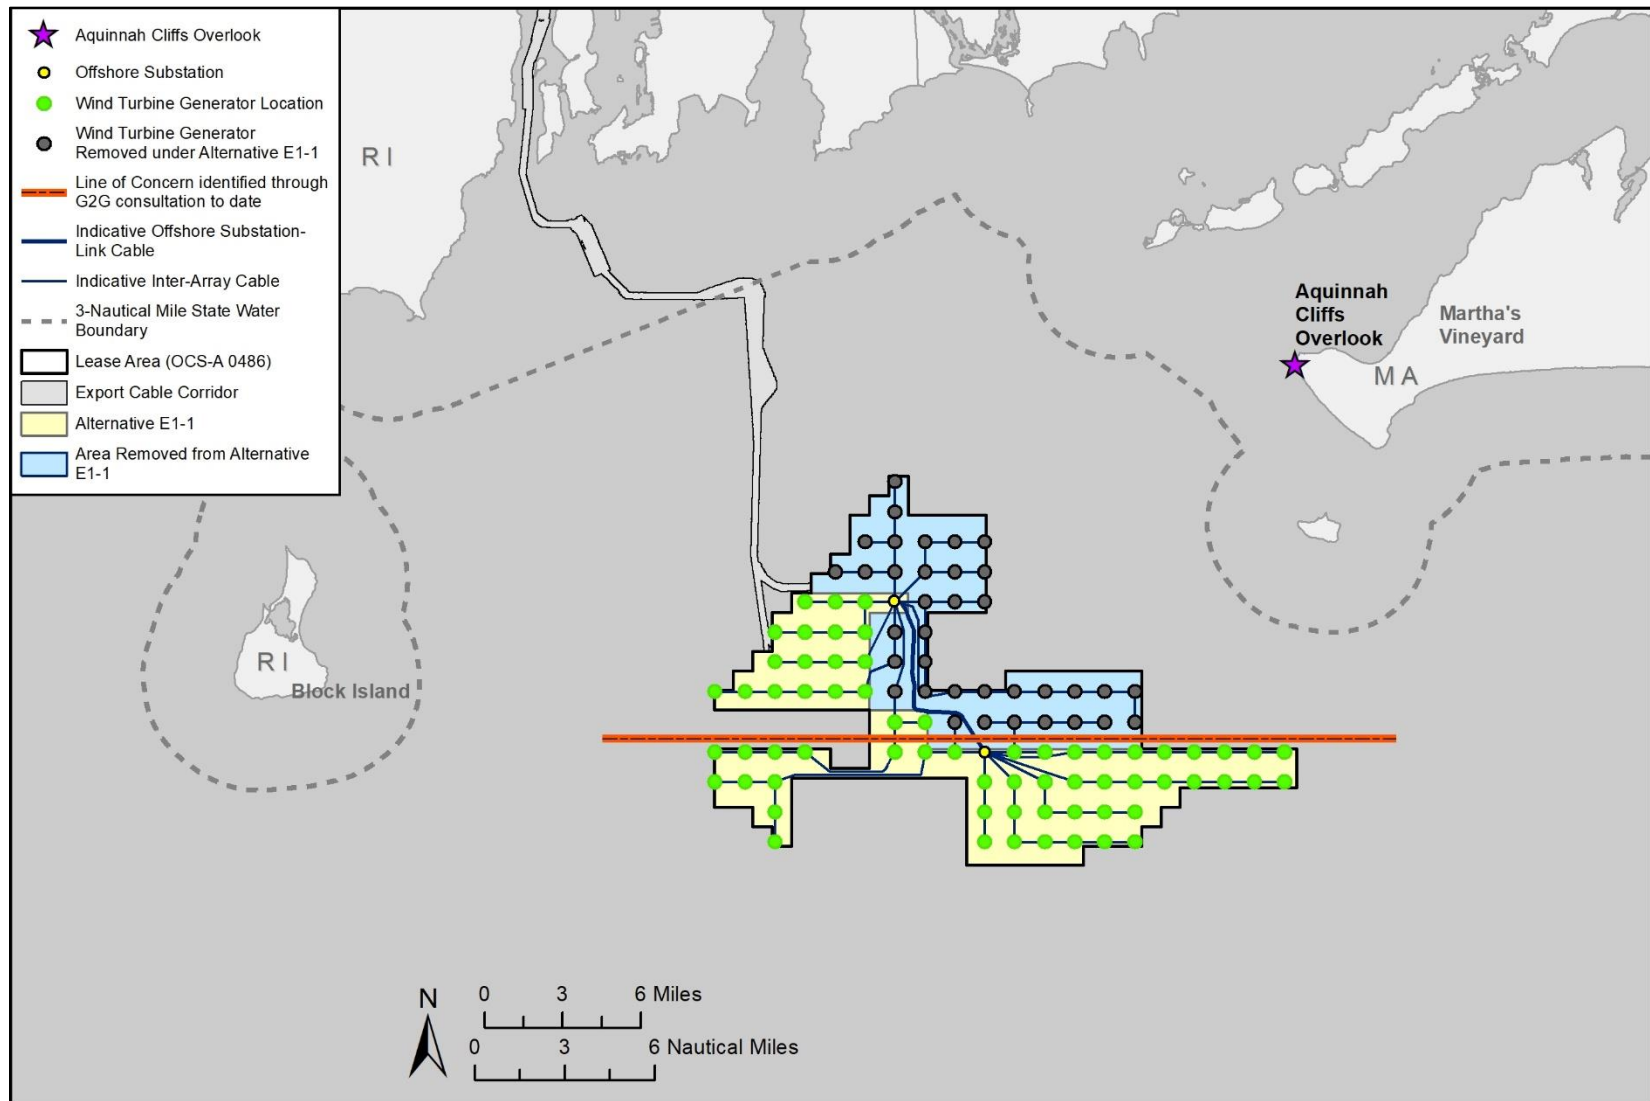 Aquinnah Cliffs Overlook
Offshore Substation
Wind Turbine Generator Location
Wind Turbine Generator
Removed under Alternative E1-1
Line of Concern identified through
G2G consultation to date
Indicative Offshore Substation-
Link Cable
Indicative Inter-Array Cable
3-Nautical Mile State Water
Boundary
Lease Area (OCS-A 0486)
Export Cable Corridor
Alternative E1-1
Area Removed from Alternative
E1-1
RI
Aquinnah
Cliffs
Overlook
Martha's
Vineyard
MA
RI
Block Island
N
0 3 6 Miles
0 3 6 Nautical Miles